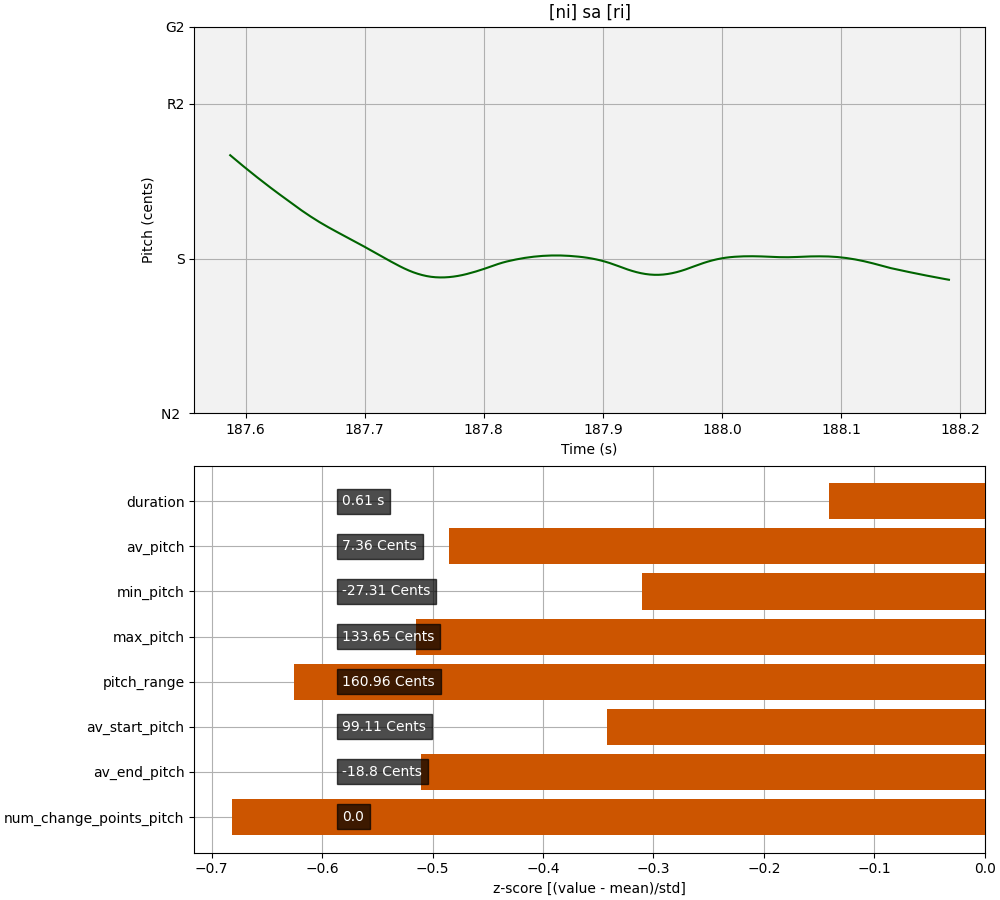 [ni] sa [ri]
G2
R2
S
N2
Pitch (cents)
187.6 187.7 187.8 187.9 188.0 188.1 188.2
Time (s)
duration 0.61 s
av_pitch 7.36 Cents
min_pitch -27.31 Cents
max_pitch 133.65 Cents
pitch_range 160.96 Cents
av_start_pitch 99.11 Cents
av_end_pitch -18.8 Cents
num_change_points_pitch 0.0
−0.7 −0.6 −0.5 −0.4 −0.3 −0.2 −0.1 0.0
z-score [(value - mean)/std]